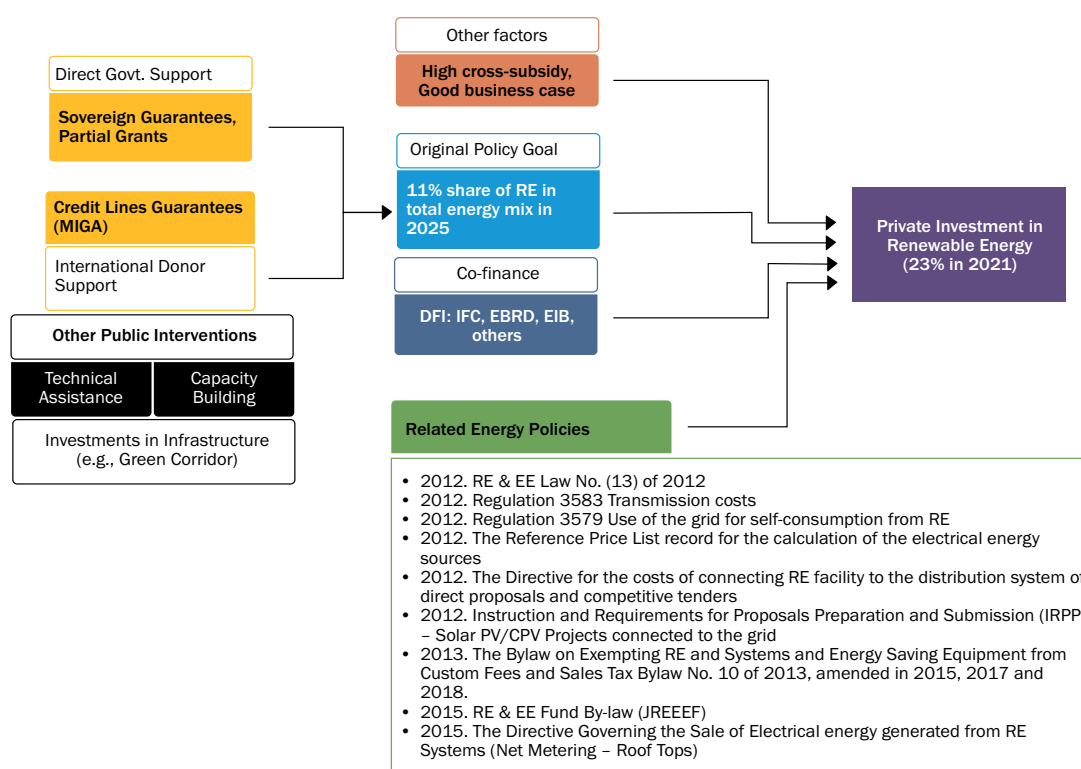 Direct Govt. Support
Sovereign Guarantees,
Partial Grants
Credit Lines Guarantees
(MIGA)
International Donor
Support
Other Public Interventions
Technical
Assistance
Capacity
Building
Investments in Infrastructure
(e.g., Green Corridor)
Other factors
High cross-subsidy,
Good business case
Original Policy Goal
11% share of RE in
total energy mix in
2025
Co-finance
DFI: IFC, EBRD, EIB,
others
Private Investment in
Renewable Energy
(23% in 2021)
Related Energy Policies
• 2012. RE & EE Law No. (13) of 2012
• 2012. Regulation 3583 Transmission costs
• 2012. Regulation 3579 Use of the grid for self-consumption from RE
• 2012. The Reference Price List record for the calculation of the electrical energy
sources
• 2012. The Directive for the costs of connecting RE facility to the distribution system of
direct proposals and competitive tenders
• 2012. Instruction and Requirements for Proposals Preparation and Submission (IRPP
– Solar PV/CPV Projects connected to the grid
• 2013. The Bylaw on Exempting RE and Systems and Energy Saving Equipment from
Custom Fees and Sales Tax Bylaw No. 10 of 2013, amended in 2015, 2017 and
2018.
• 2015. RE & EE Fund By-law (JREEEF)
• 2015. The Directive Governing the Sale of Electrical energy generated from RE
Systems (Net Metering – Roof Tops)